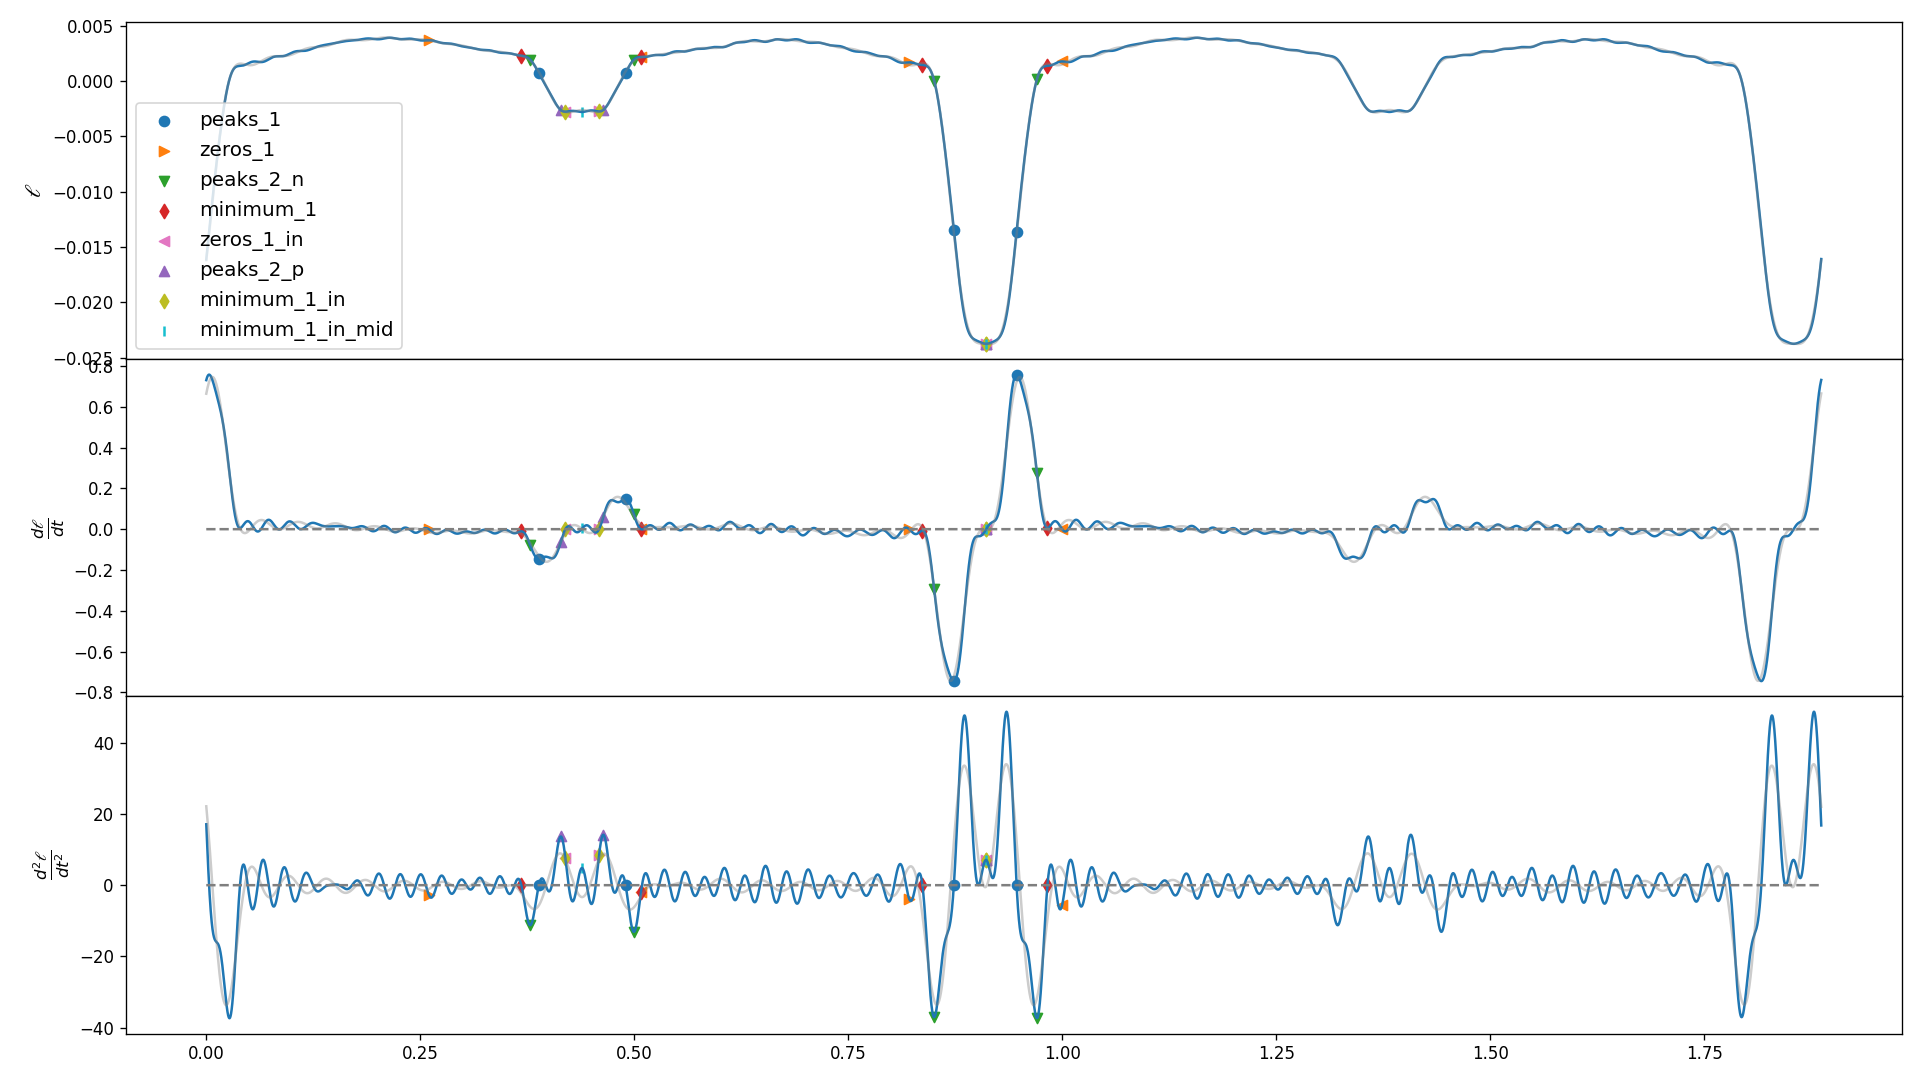 0.005
0.000
−0.005
−0.010
−0.015
−0.020
−0.025
ℓ
peaks_1
zeros_1
peaks_2_n
minimum_1
zeros_1_in
peaks_2_p
minimum_1_in
minimum_1_in_mid
0.8
0.6
0.4
0.2
0.0
−0.2
−0.4
−0.6
−0.8
dℓ
dt
40
20
0
−20
−40
d²ℓ
dt²
0.00 0.25 0.50 0.75 1.00 1.25 1.50 1.75